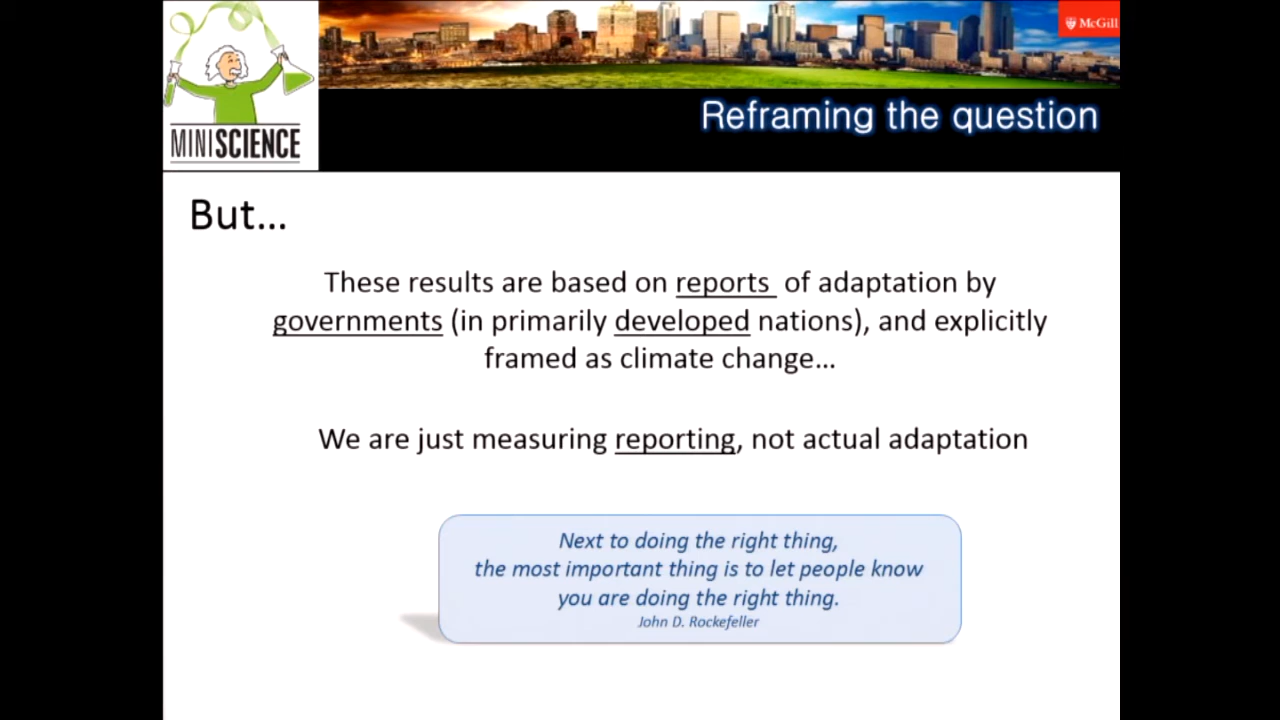 McGill
Reframing the question
MINISCIENCE
But...
These results are based on reports of adaptation by
governments (in primarily developed nations), and explicitly
framed as climate change...
We are just measuring reporting, not actual adaptation
Next to doing the right thing,
the most important thing is to let people know
you are doing the right thing.
John D. Rockefeller